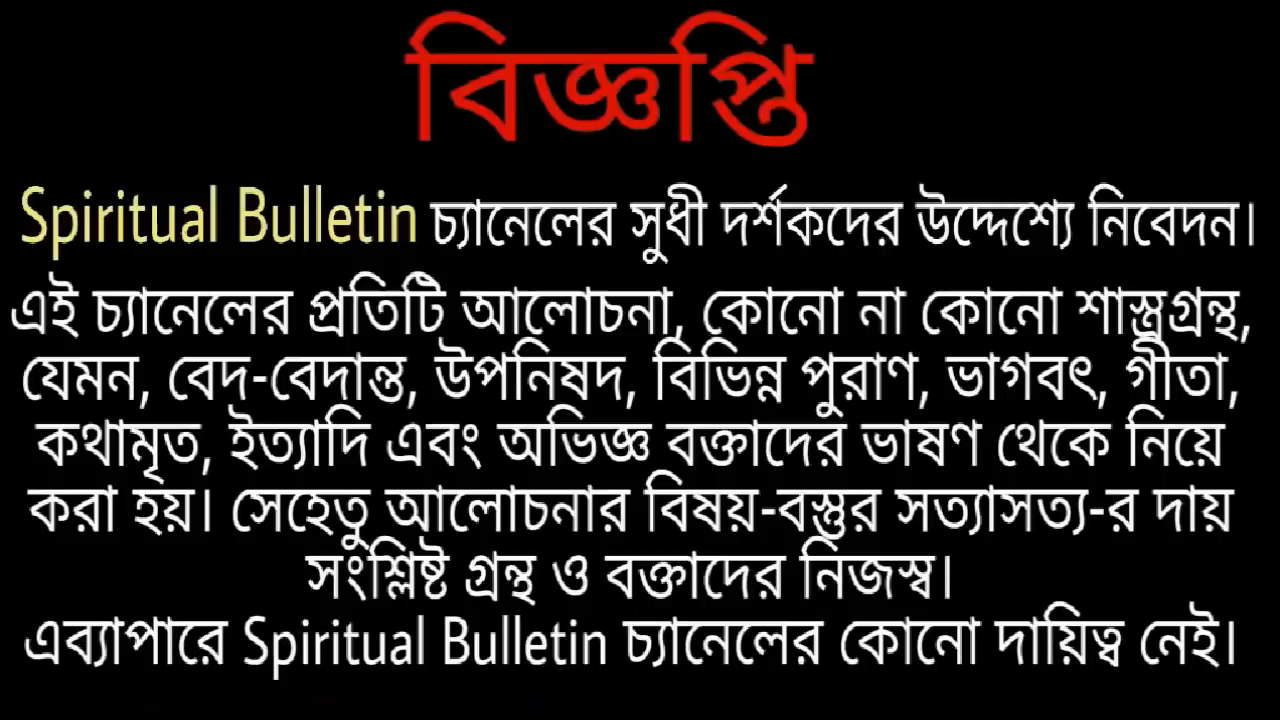 বিজ্ঞপ্তি
Spiritual Bulletin চ্যানেলের সুধী দর্শকদের উদ্দেশ্যে নিবেদন।
এই চ্যানেলের প্রতিটি আলোচনা, কোনো না কোনো শাস্ত্রগ্রন্থ,
যেমন, বেদ-বেদান্ত, উপনিষদ, বিভিন্ন পুরাণ, ভাগবৎ, গীতা,
কথামৃত, ইত্যাদি এবং অভিজ্ঞ বক্তাদের ভাষণ থেকে নিয়ে
করা হয়। সেহেতু আলোচনার বিষয়-বস্তুর সত্যাসত্য-র দায়
সংশ্লিষ্ট গ্রন্থ ও বক্তাদের নিজস্ব।
এব্যাপারে Spiritual Bulletin চ্যানেলের কোনো দায়িত্ব নেই।